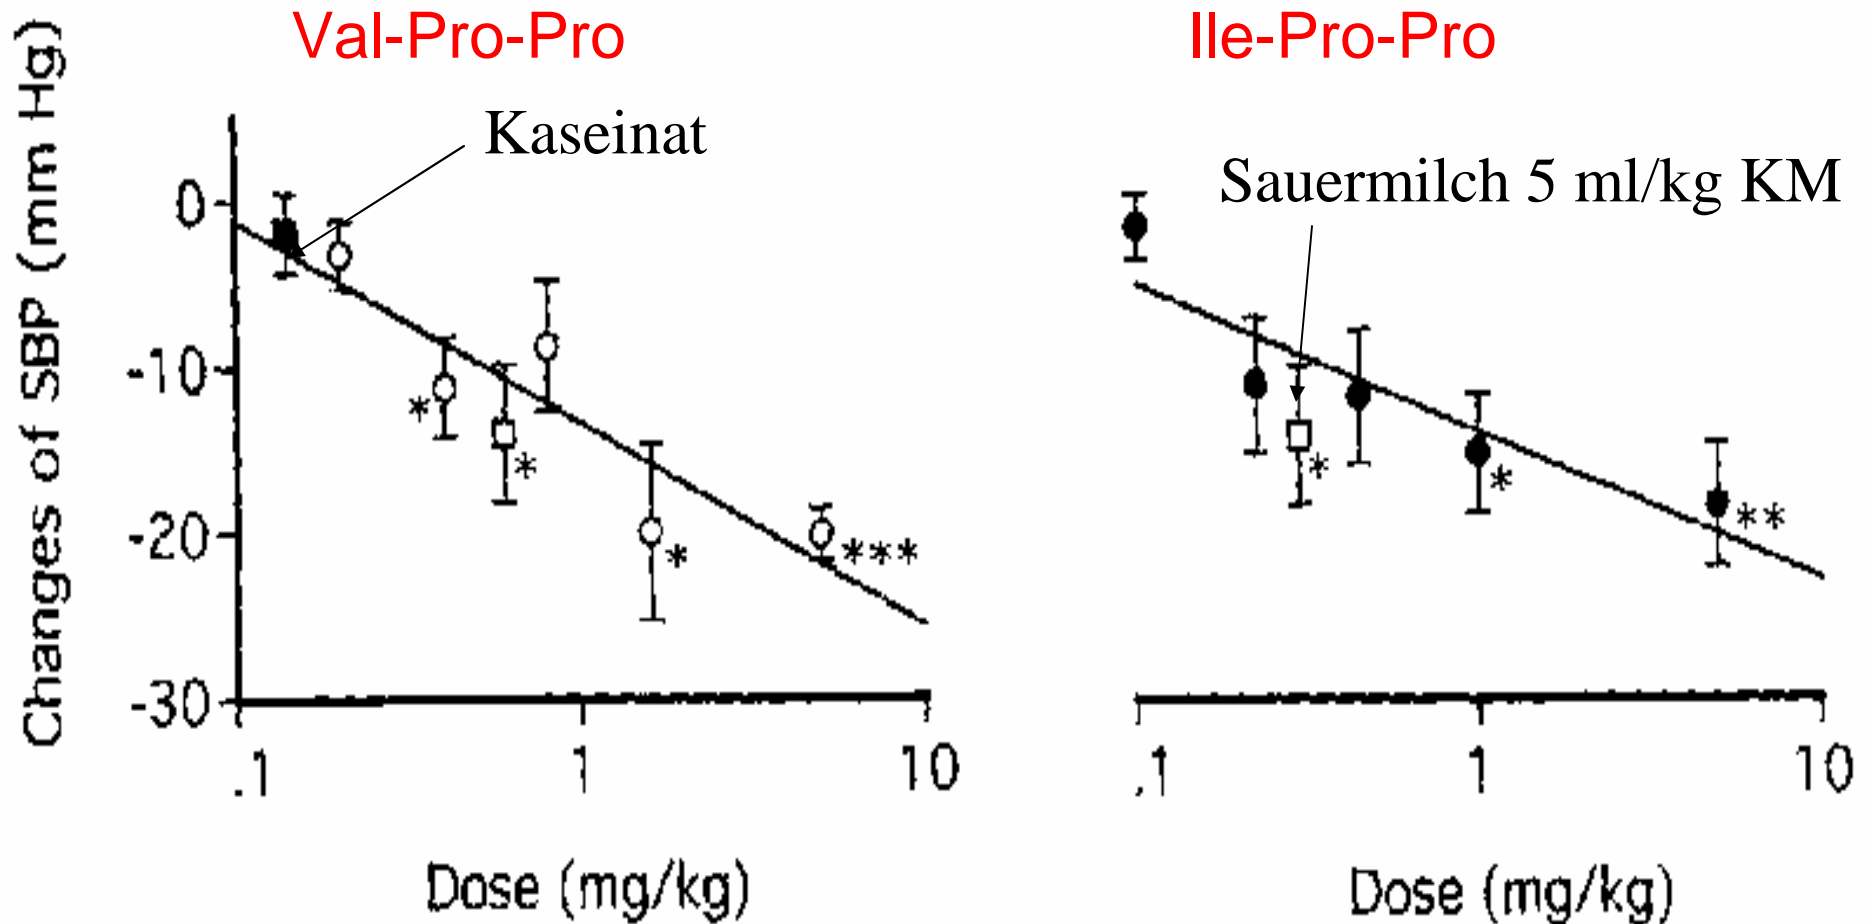 Val-Pro-Pro
Ile-Pro-Pro
Changes of SBP (mm Hg)
Kaseinat
Sauermilch 5 ml/kg KM
0
-10
-20
-30
*
*
*
***
*
*
**
.1 1 10
.1 1 10
Dose (mg/kg)
Dose (mg/kg)